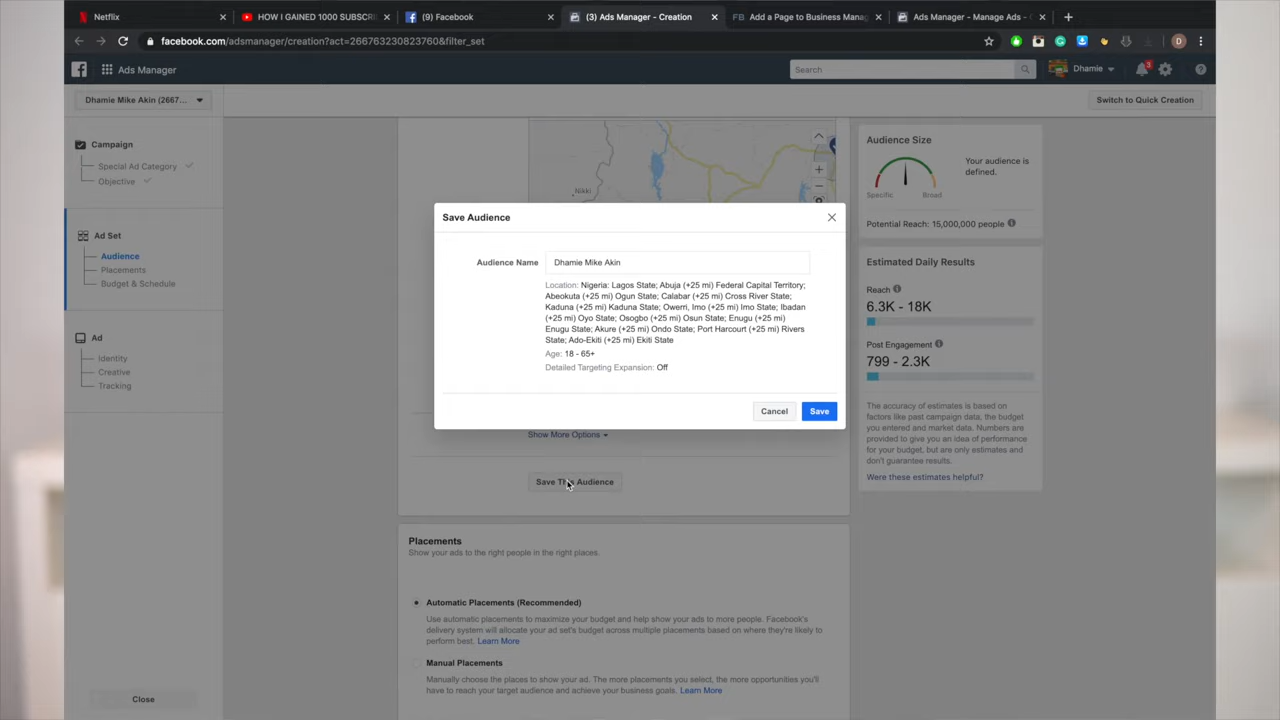 Netflix
HOW I GAINED 1000 SUBSCRI
(9) Facebook
(3) Ads Manager - Creation
Add a Page to Business Mana
Ads Manager - Manage Ads -
facebook.com/adsmanager/creation?act=266763230823760&filter_set
D
Ads Manager
Search
Dhamie
3
Dhamie Mike Akin (2667...
Switch to Quick Creation
Campaign
Special Ad Category
Objective
Ad Set
Audience
Placements
Budget & Schedule
Ad
Identity
Creative
Tracking
Close
Nikki
Save Audience
Audience Name
Dhamie Mike Akin
Location: Nigeria: Lagos State; Abuja (+25 mi) Federal Capital Territory;
Abeokuta (+25 mi) Ogun State; Calabar (+25 mi) Cross River State;
Kaduna (+25 mi) Kaduna State; Owerri, Imo (+25 mi) Imo State; Ibadan
(+25 mi) Oyo State; Osogbo (+25 mi) Osun State; Enugu (+25 mi)
Enugu State; Akure (+25 mi) Ondo State; Port Harcourt (+25 mi) Rivers
State; Ado-Ekiti (+25 mi) Ekiti State
Age: 18 - 65+
Detailed Targeting Expansion: Off
Cancel
Save
Show More Options
Save This Audience
Placements
Show your ads to the right people in the right places.
Automatic Placements (Recommended)
Use automatic placements to maximize your budget and help show your ads to more people. Facebook's
delivery system will allocate your ad set's budget across multiple placements based on where they're likely to
perform best. Learn More
Manual Placements
Manually choose the places to show your ad. The more placements you select, the more opportunities you'll
have to reach your target audience and achieve your business goals. Learn More
Audience Size
Your audience is
defined.
Specific
Broad
Potential Reach: 15,000,000 people
Estimated Daily Results
Reach
6.3K - 18K
Post Engagement
799 - 2.3K
The accuracy of estimates is based on
factors like past campaign data, the budget
you entered and market data. Numbers are
provided to give you an idea of performance
for your budget, but are only estimates and
don't guarantee results.
Were these estimates helpful?